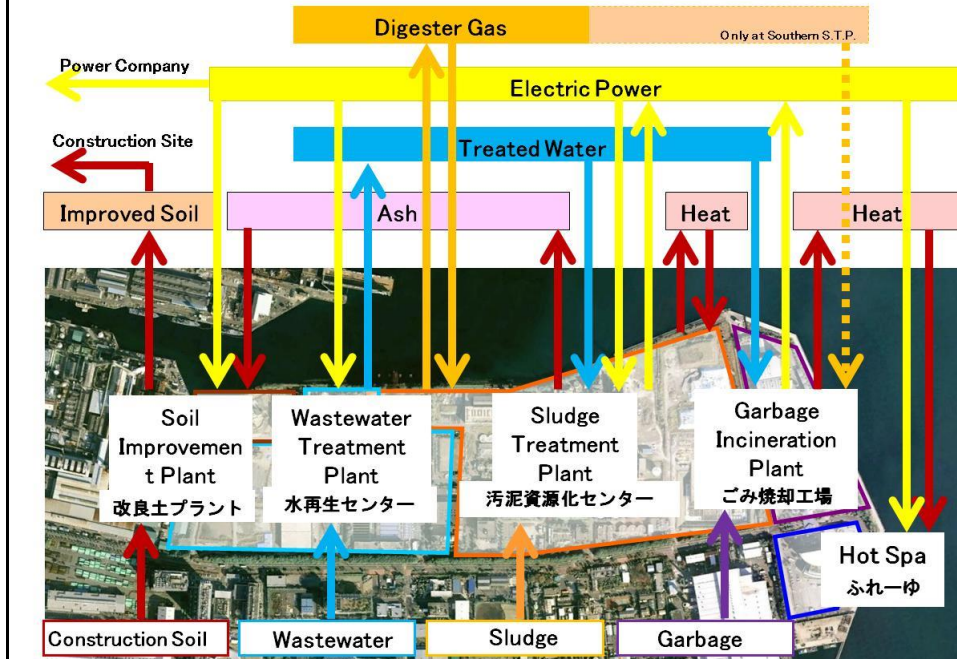 Digester Gas
Only at Southern S.T.P.
Power Company
Electric Power
Construction Site
Treated Water
Improved Soil
Ash
Heat
Heat
Soil
Improvemen
t Plant
改良土プラント
Wastewater
Treatment
Plant
水再生センター
Sludge
Treatment
Plant
汚泥資源化センター
Garbage
Incineration
Plant
ごみ焼却工場
Hot Spa
ふれーゆ
Construction Soil
Wastewater
Sludge
Garbage